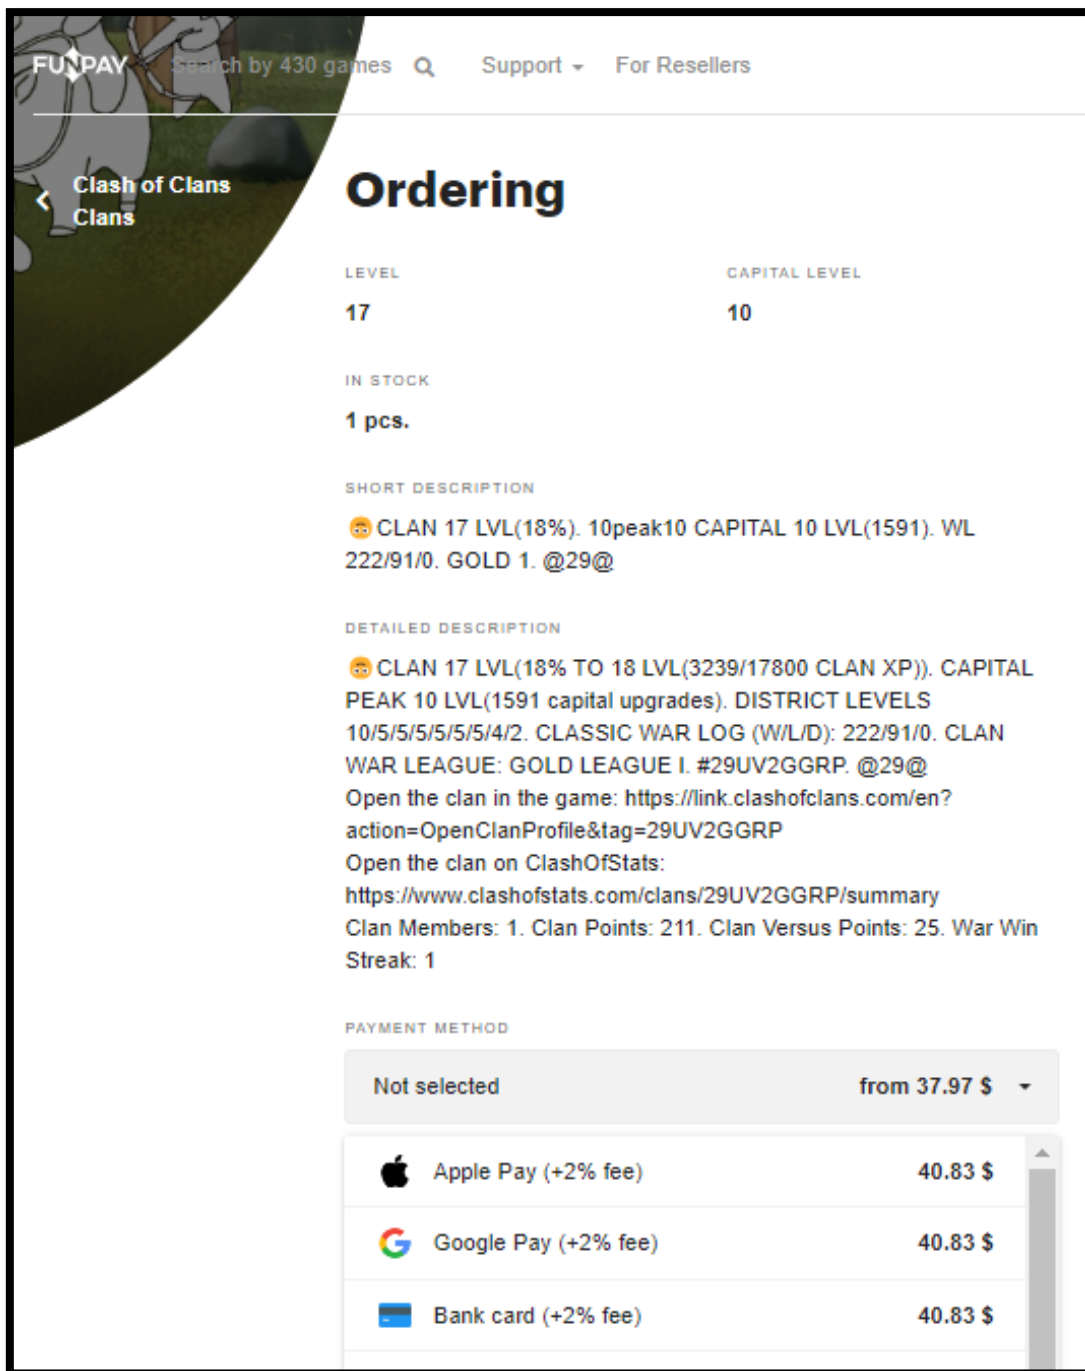 FUNPAY Search by 430 games Support For Resellers
Clash of Clans
Clans
Ordering
LEVEL CAPITAL LEVEL
17 10
IN STOCK
1 pcs.
SHORT DESCRIPTION
🙃CLAN 17 LVL(18%). 10peak10 CAPITAL 10 LVL(1591). WL
222/91/0. GOLD 1. @29@
DETAILED DESCRIPTION
🙃CLAN 17 LVL(18% TO 18 LVL(3239/17800 CLAN XP)). CAPITAL
PEAK 10 LVL(1591 capital upgrades). DISTRICT LEVELS
10/5/5/5/5/5/5/4/2. CLASSIC WAR LOG (W/L/D): 222/91/0. CLAN
WAR LEAGUE: GOLD LEAGUE I. #29UV2GGRP. @29@
Open the clan in the game: https://link.clashofclans.com/en?
action=OpenClanProfile&tag=29UV2GGRP
Open the clan on ClashOfStats:
https://www.clashofstats.com/clans/29UV2GGRP/summary
Clan Members: 1. Clan Points: 211. Clan Versus Points: 25. War Win
Streak: 1
PAYMENT METHOD
Not selected from 37.97 $
Apple Pay (+2% fee) 40.83 $
Google Pay (+2% fee) 40.83 $
Bank card (+2% fee) 40.83 $